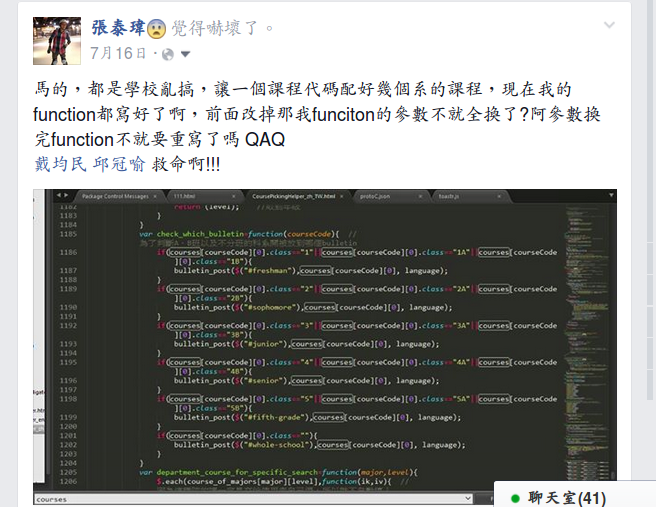 張泰瑋 覺得嚇壞了。
7月16日
馬的，都是學校亂搞，讓一個課程代碼配好幾個系的課程，現在我的
function都寫好了啊，前面改掉那我funciton的參數不就全換了?阿參數換
完function不就要重寫了嗎 QAQ
戴均民 邱冠喻 救命啊!!!
Package Control Messages 111.html CoursePickingHelper_zh_TW.html protoC.json toastr.js
1182 return (level);
1183 }
1184 }
1185 var check_which_bulletin=function(courseCode){ //
1186 if(courses[courseCode][0].class=="1"||courses[courseCode][0].class=="1A"||courses[courseCode
][0].class=="1B"){
1187 bulletin_post($("#freshman"),courses[courseCode][0], language);
1188 }
1189 if(courses[courseCode][0].class=="2"||courses[courseCode][0].class=="2A"||courses[courseCode
][0].class=="2B"){
1190 bulletin_post($("#sophomore"),courses[courseCode][0], language);
1191 }
1192 if(courses[courseCode][0].class=="3"||courses[courseCode][0].class=="3A"||courses[courseCode
][0].class=="3B"){
1193 bulletin_post($("#junior"),courses[courseCode][0], language);
1194 }
1195 if(courses[courseCode][0].class=="4"||courses[courseCode][0].class=="4A"||courses[courseCode
][0].class=="4B"){
1196 bulletin_post($("#senior"),courses[courseCode][0], language);
1197 }
1198 if(courses[courseCode][0].class=="5"||courses[courseCode][0].class=="5A"||courses[courseCode
][0].class=="5B"){
1199 bulletin_post($("#fifth-grade"),courses[courseCode][0], language);
1200 }
1201 if(courses[courseCode][0].class==""){
1202 bulletin_post($("#whole-school"),courses[courseCode][0], language);
1203 }
1204 }
1205 var department_course_for_specific_search=function(major,level){
1206 $.each(course_of_majors[major][level],function(ik,iv){ //
courses
聊天室(41)